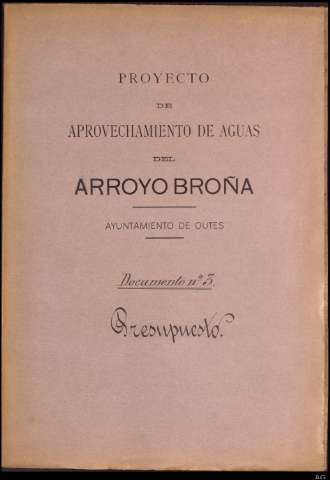 PROYECTO
DE
APROVECHAMIENTO DE AGUAS
DEL
ARROYO BROÑA
AYUNTAMIENTO DE OUTES
Documento nº 3.
Presupuesto.